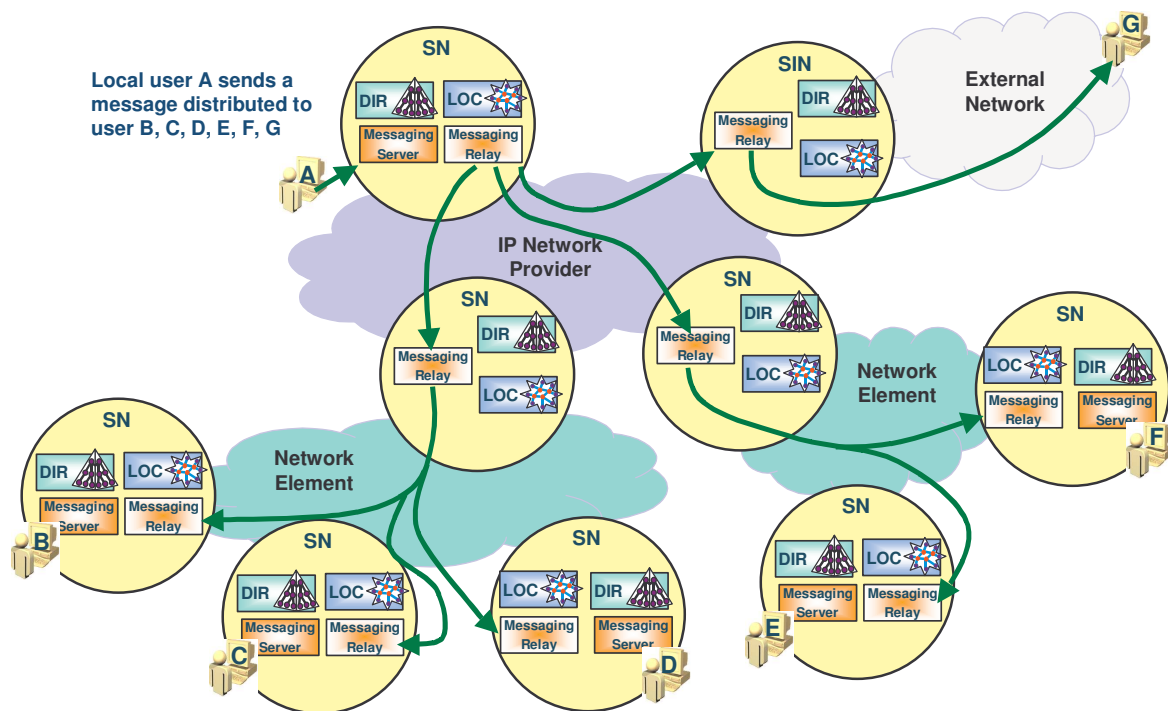 SN
SIN
G
Local user A sends a
message distributed to
user B, C, D, E, F, G
External
Network
DIR
LOC
DIR
Messaging
Server
Messaging
Relay
Messaging
Relay
LOC
A
IP Network
Provider
SN
SN
SN
DIR
DIR
Messaging
Relay
Messaging
Relay
LOC
LOC
Network
Element
LOC
DIR
Messaging
Relay
Messaging
Server
F
SN
DIR
LOC
Messaging
Server
Messaging
Relay
B
Network
Element
SN
DIR
LOC
Messaging
Server
Messaging
Relay
C
SN
LOC
DIR
Messaging
Relay
Messaging
Server
D
SN
DIR
LOC
Messaging
Server
Messaging
Relay
E